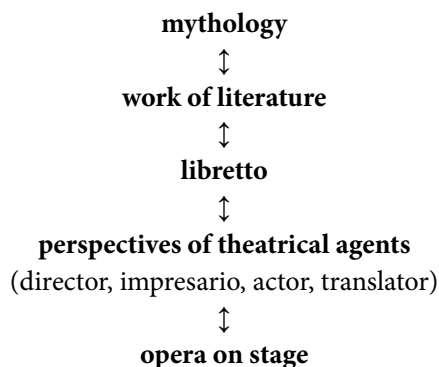 mythology
↕
work of literature
↕
libretto
↕
perspectives of theatrical agents
(director, impresario, actor, translator)
↕
opera on stage